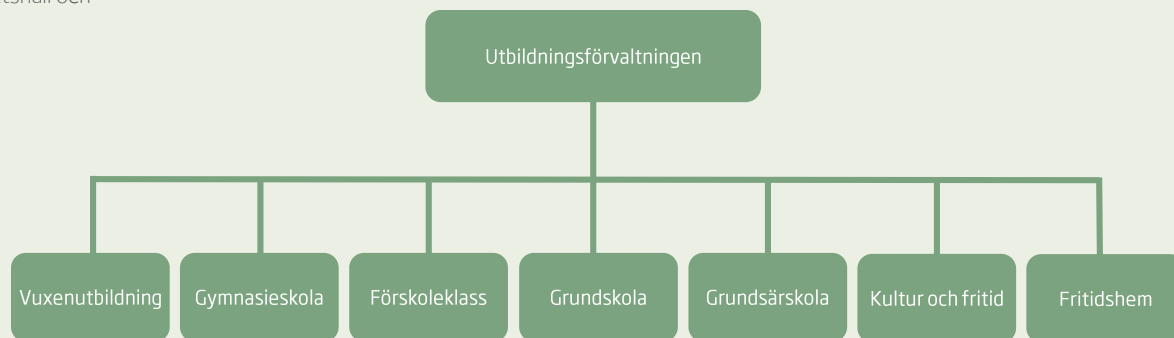 Utbildningsförvaltningen
Vuxenutbildning
Gymnasieskola
Förskoleklass
Grundskola
Grundsärskola
Kultur och fritid
Fritidshem